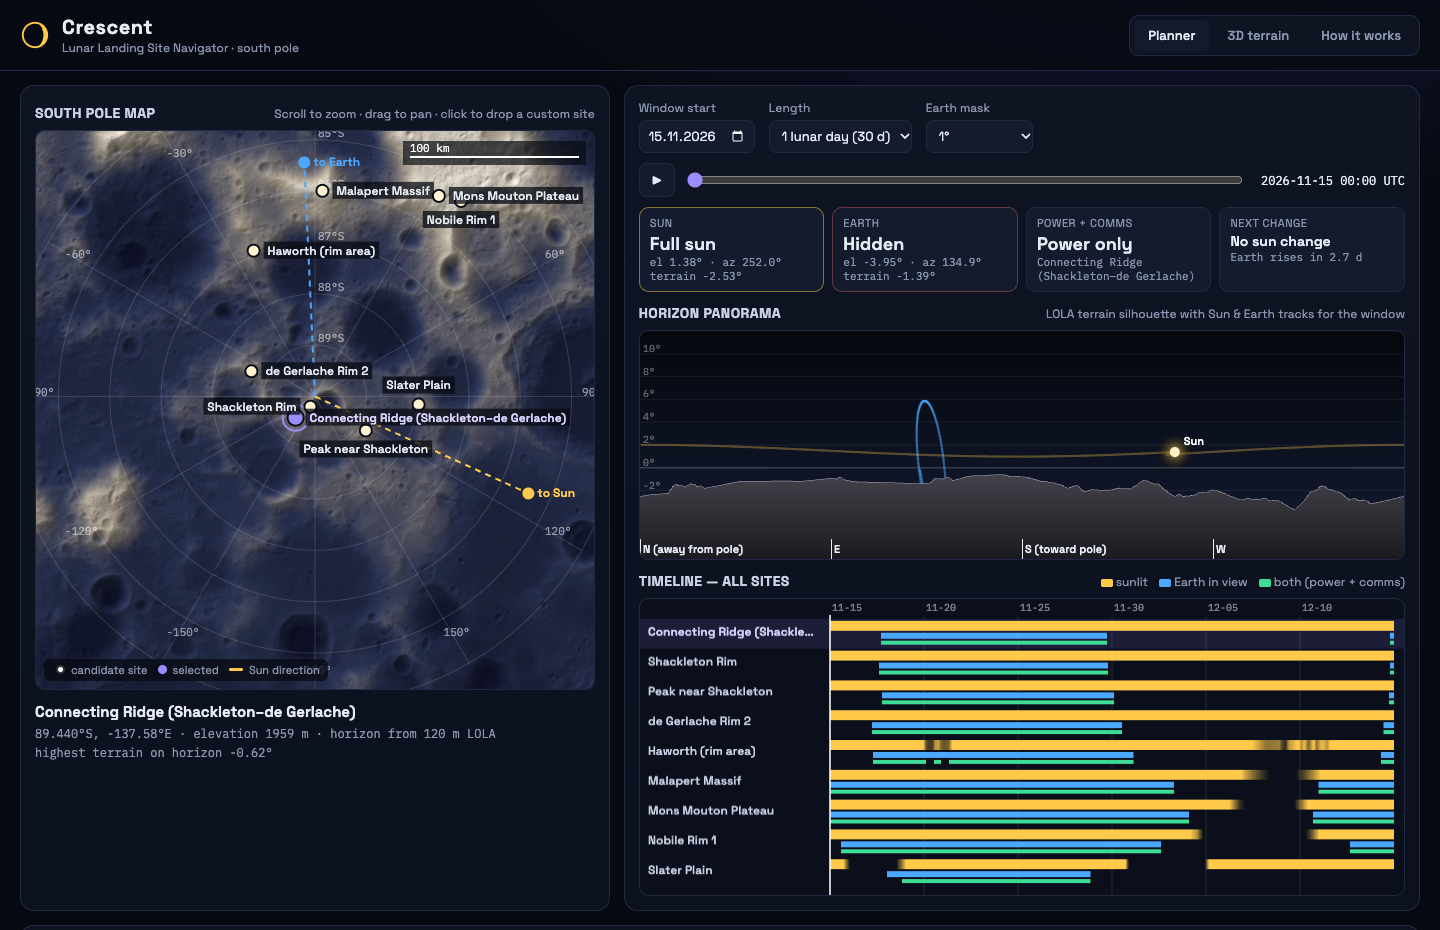 Crescent
Lunar Landing Site Navigator · south pole
Planner
3D terrain
How it works
SOUTH POLE MAP
Scroll to zoom · drag to pan · click to drop a custom site
85°S
100 km
-30°
to Earth
Malapert Massif
Mons Mouton Plateau
Nobile Rim 1
87°S
-60°
Haworth (rim area)
60°
88°S
89°S
de Gerlache Rim 2
Slater Plain
90°
90
Shackleton Rim
Connecting Ridge (Shackleton–de Gerlache)
Peak near Shackleton
to Sun
-120°
120°
-150°
150°
candidate site
selected
Sun direction
Connecting Ridge (Shackleton–de Gerlache)
89.440°S, -137.58°E · elevation 1959 m · horizon from 120 m LOLA
highest terrain on horizon -0.62°
Window start
Length
Earth mask
15.11.2026
1 lunar day (30 d)
1°
2026-11-15 00:00 UTC
SUN
Full sun
el 1.38° · az 252.0°
terrain -2.53°
EARTH
Hidden
el -3.95° · az 134.9°
terrain -1.39°
POWER + COMMS
Power only
Connecting Ridge
(Shackleton–de Gerlache)
NEXT CHANGE
No sun change
Earth rises in 2.7 d
HORIZON PANORAMA
LOLA terrain silhouette with Sun & Earth tracks for the window
10°
8°
6°
4°
2°
0°
-2°
Sun
N (away from pole)
E
S (toward pole)
W
TIMELINE — ALL SITES
sunlit
Earth in view
both (power + comms)
11-15
11-20
11-25
11-30
12-05
12-10
Connecting Ridge (Shackle...
Shackleton Rim
Peak near Shackleton
de Gerlache Rim 2
Haworth (rim area)
Malapert Massif
Mons Mouton Plateau
Nobile Rim 1
Slater Plain